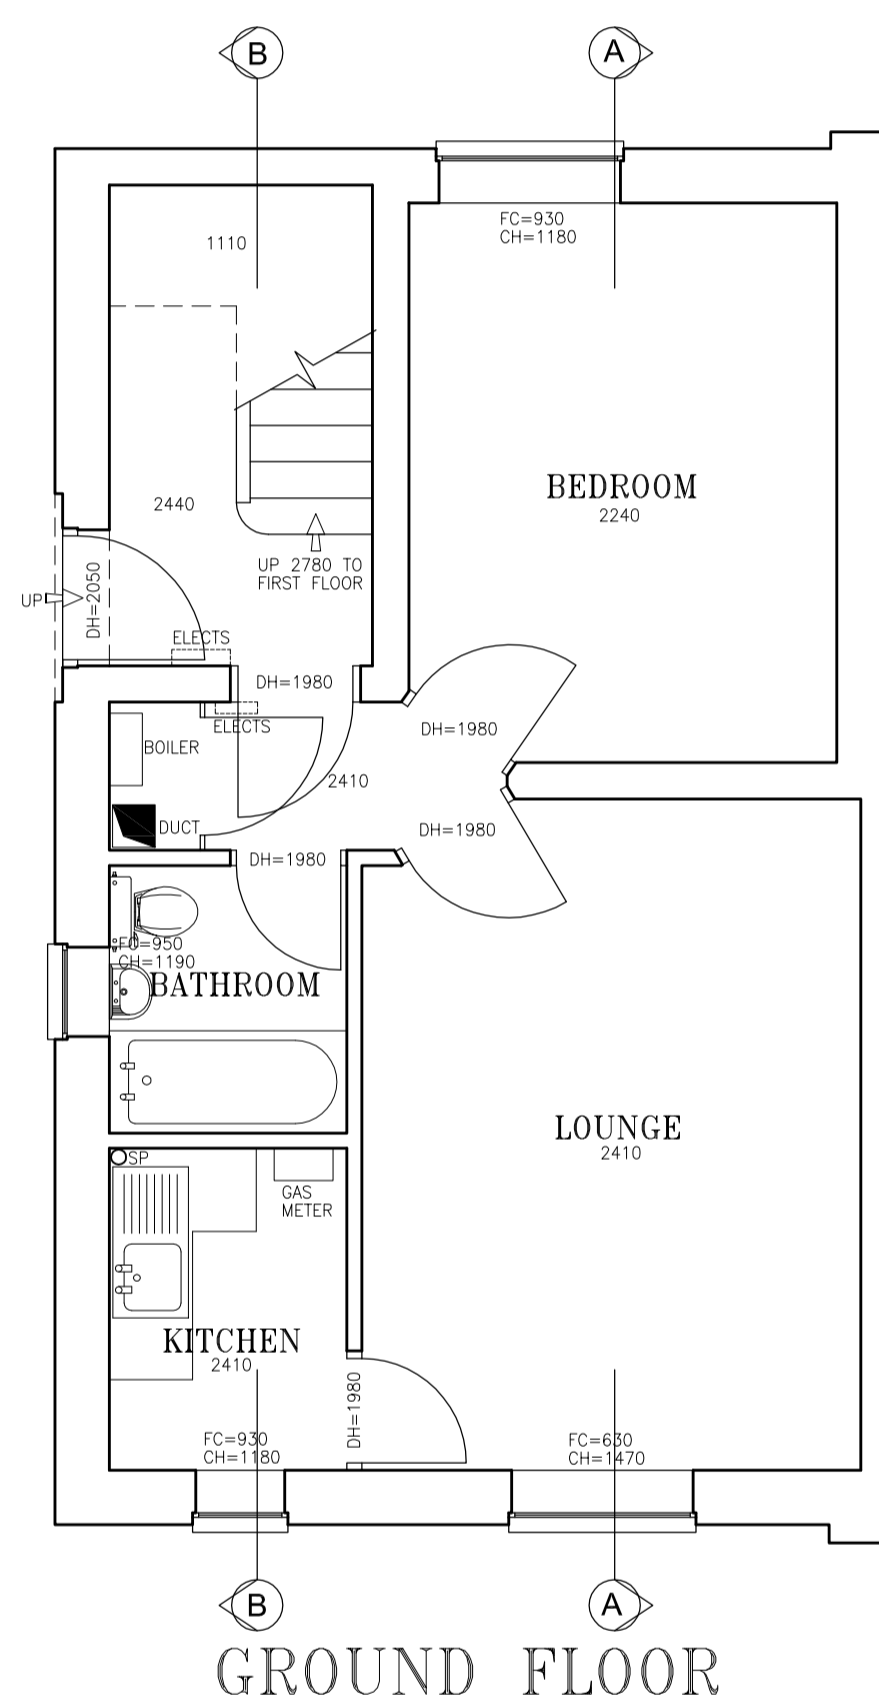 B
A
FC=930
CH=1180
1110
BEDROOM
2240
2440
UP 2780 TO
FIRST FLOOR
UP
DH=2050
ELECTS
DH=1980
ELECTS
DH=1980
BOILER
2410
DUCT
DH=1980
DH=1980
FC=950
CH=1190
BATHROOM
LOUNGE
2410
SP
GAS
METER
KITCHEN
2410
DH=1980
FC=930
CH=1180
FC=630
CH=1470
B
A
GROUND FLOOR